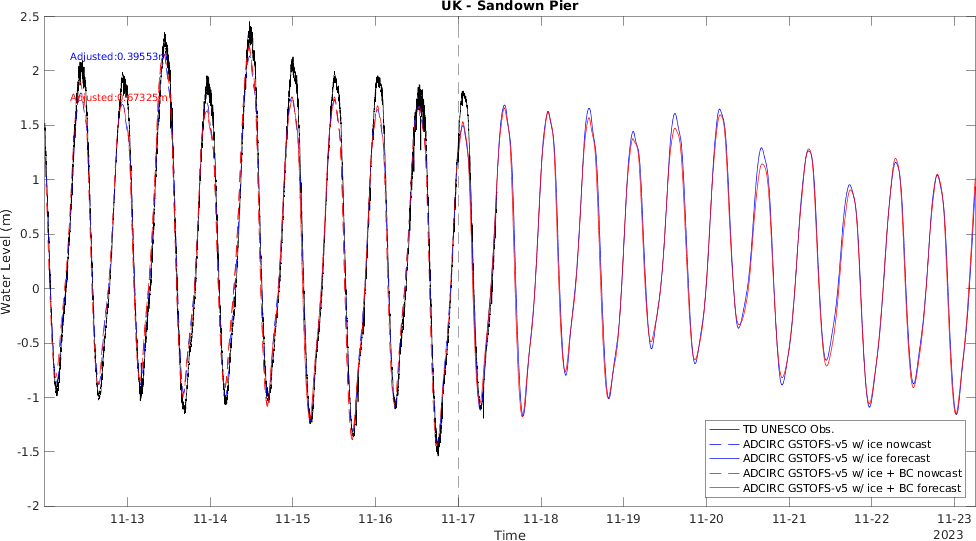 UK - Sandown Pier
2.5
2
1.5
1
0.5
0
-0.5
-1
-1.5
-2
Water Level (m)
Adjusted:0.39553m
Adjusted:0.67325m
TD UNESCO Obs.
ADCIRC GSTOFS-v5 w/ ice nowcast
ADCIRC GSTOFS-v5 w/ ice forecast
ADCIRC GSTOFS-v5 w/ ice + BC nowcast
ADCIRC GSTOFS-v5 w/ ice + BC forecast
11-13 11-14 11-15 11-16 11-17 11-18 11-19 11-20 11-21 11-22 11-23
Time
2023